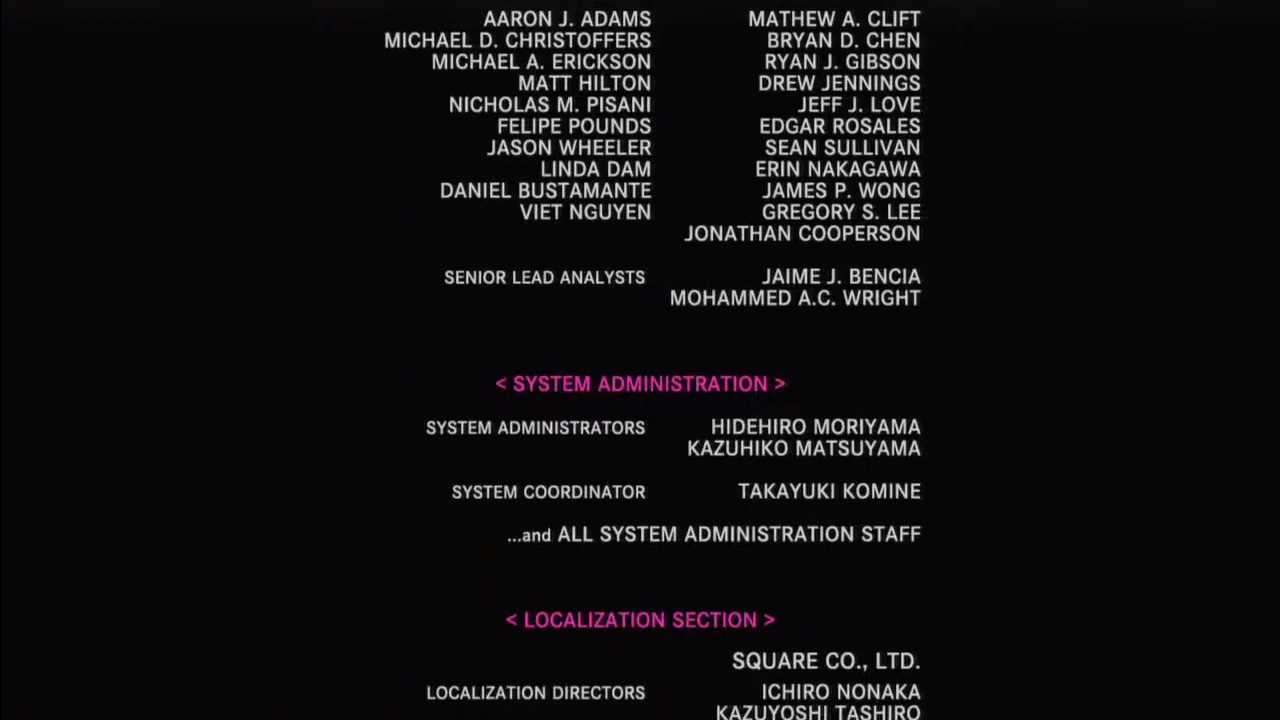 AARON J. ADAMS MATHEW A. CLIFT
MICHAEL D. CHRISTOFFERS BRYAN D. CHEN
MICHAEL A. ERICKSON RYAN J. GIBSON
MATT HILTON DREW JENNINGS
NICHOLAS M. PISANI JEFF J. LOVE
FELIPE POUNDS EDGAR ROSALES
JASON WHEELER SEAN SULLIVAN
LINDA DAM ERIN NAKAGAWA
DANIEL BUSTAMANTE JAMES P. WONG
VIET NGUYEN GREGORY S. LEE
JONATHAN COOPERSON
SENIOR LEAD ANALYSTS JAIME J. BENCIA
MOHAMMED A.C. WRIGHT
< SYSTEM ADMINISTRATION >
SYSTEM ADMINISTRATORS HIDEHIRO MORIYAMA
KAZUHIKO MATSUYAMA
SYSTEM COORDINATOR TAKAYUKI KOMINE
...and ALL SYSTEM ADMINISTRATION STAFF
< LOCALIZATION SECTION >
SQUARE CO., LTD.
LOCALIZATION DIRECTORS ICHIRO NONAKA
KAZUYOSHI TASHIRO